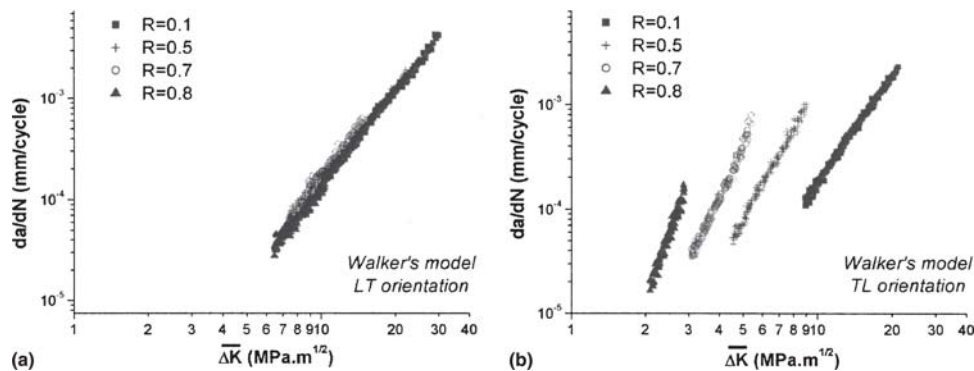 R=0.1
R=0.5
R=0.7
R=0.8
da/dN (mm/cycle)
10⁻³
10⁻⁴
10⁻⁵
Walker's model
LT orientation
1 2 3 4 5 6 7 8 9 10 20 30 40
(a)
ΔK (MPa.m^1/2)
R=0.1
R=0.5
R=0.7
R=0.8
da/dN (mm/cycle)
10⁻³
10⁻⁴
10⁻⁵
Walker's model
TL orientation
1 2 3 4 5 6 7 8 9 10 20 30 40
(b)
ΔK (MPa.m^1/2)